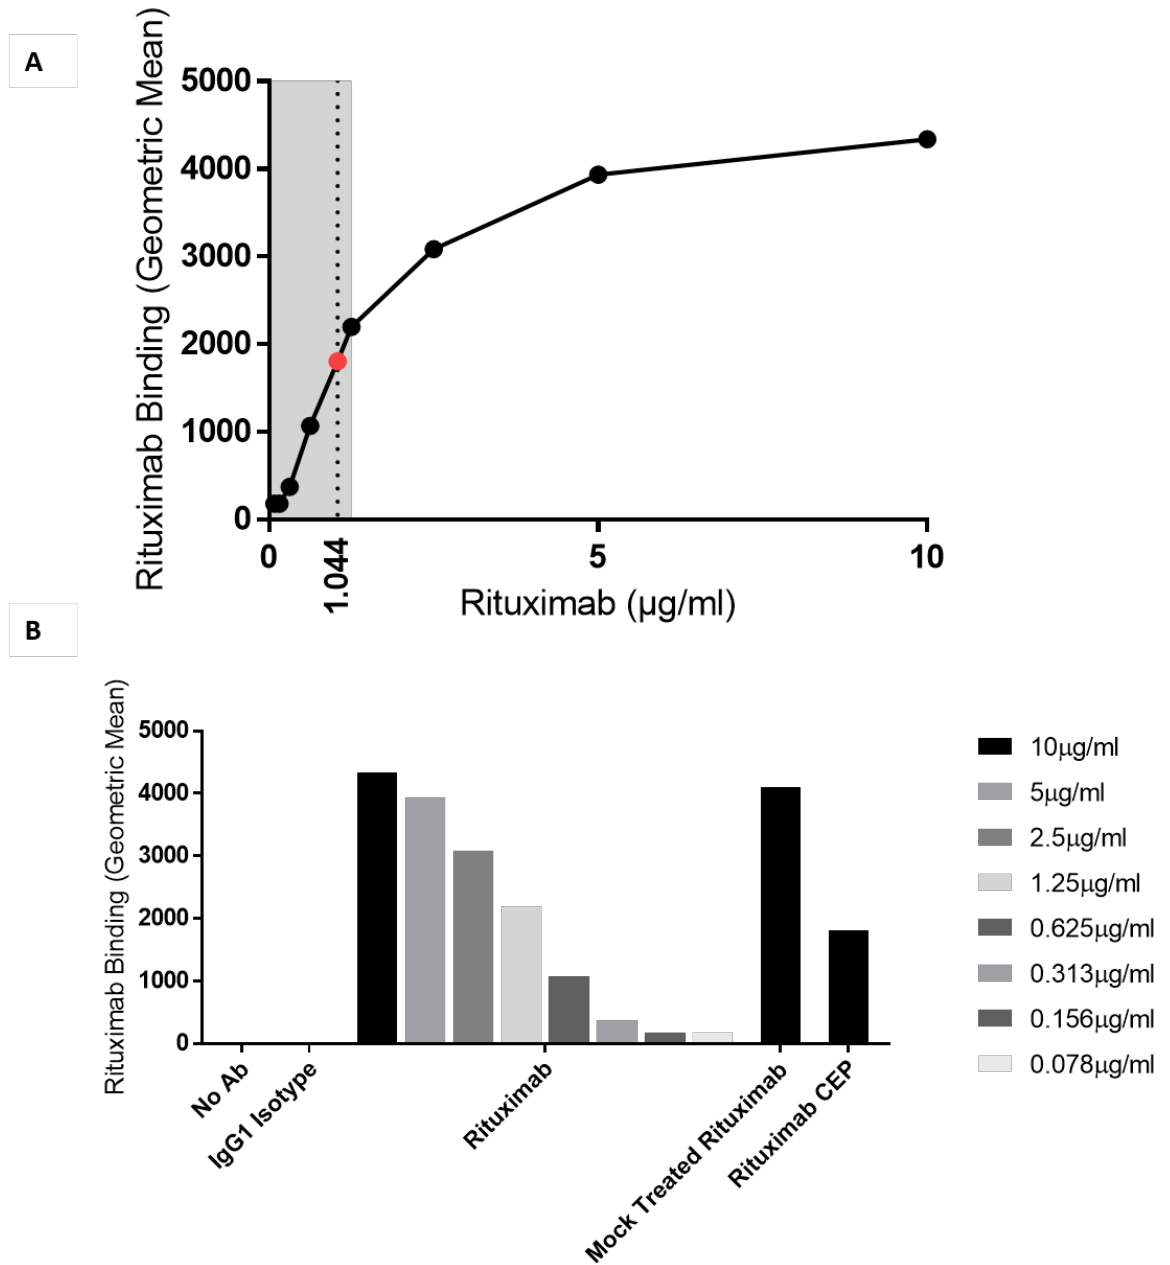 A
Rituximab Binding (Geometric Mean)
5000
4000
3000
2000
1000
0
0
1.044
5
10
Rituximab (µg/ml)
B
Rituximab Binding (Geometric Mean)
5000
4000
3000
2000
1000
0
No Ab
IgG1 Isotype
Rituximab
Mock Treated Rituximab
Rituximab CEP
10µg/ml
5µg/ml
2.5µg/ml
1.25µg/ml
0.625µg/ml
0.313µg/ml
0.156µg/ml
0.078µg/ml